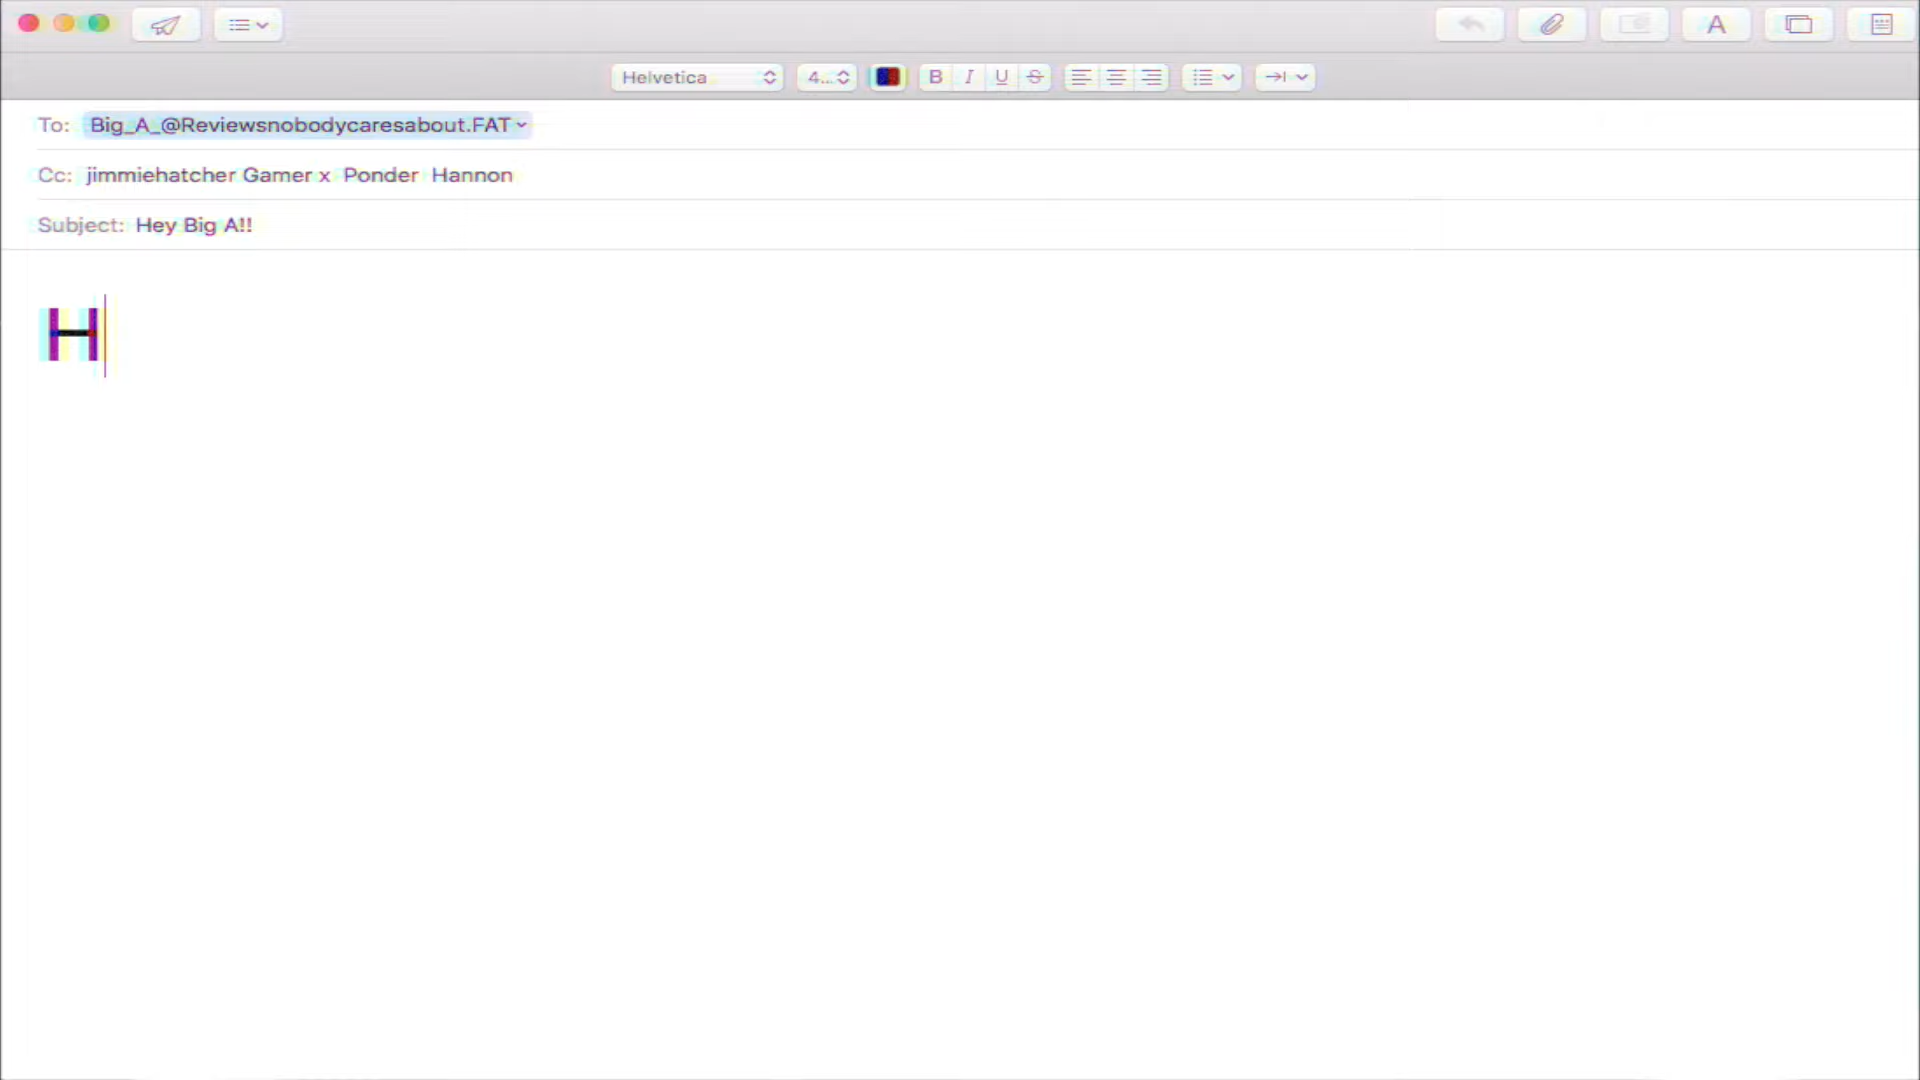 Helvetica 4... B I U S
A
To: Big_A_@Reviewsnobodycaresabout.FAT
Cc: jimmiehatcher Gamer x Ponder Hannon
Subject: Hey Big A!!
H